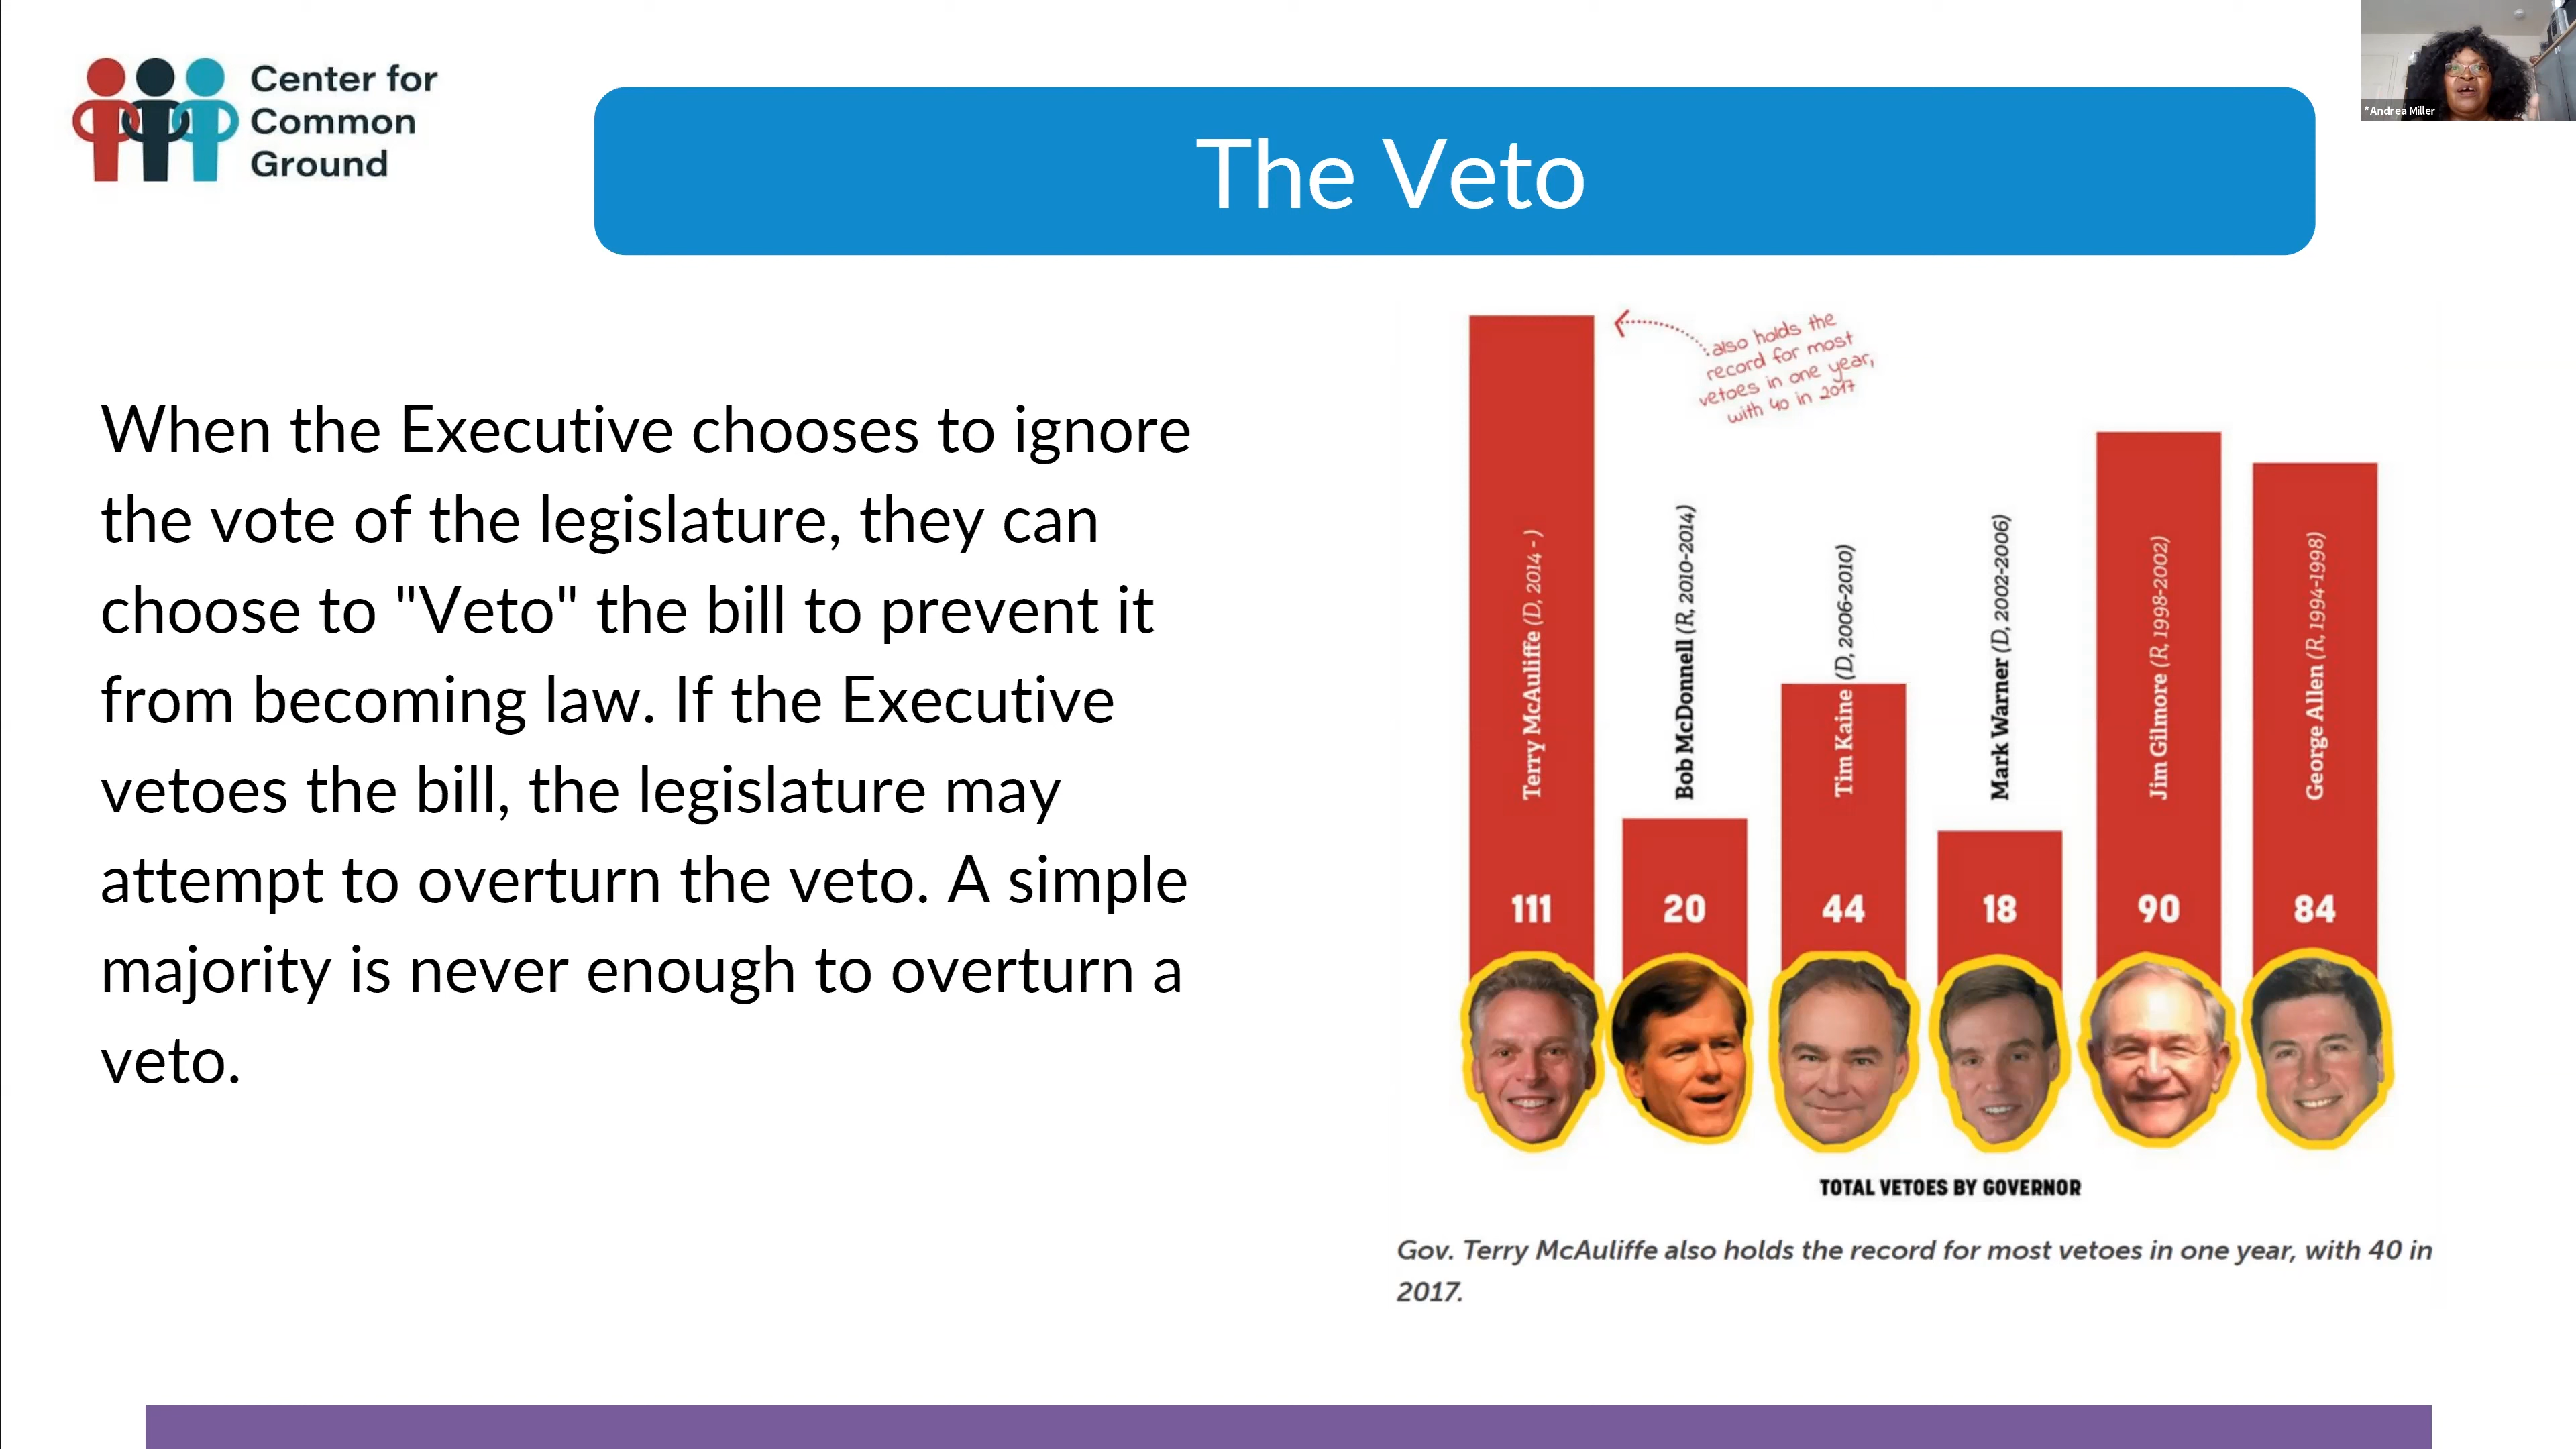 Center for
Common
Ground
*Andrea Miller
The Veto
When the Executive chooses to ignore
the vote of the legislature, they can
choose to "Veto" the bill to prevent it
from becoming law. If the Executive
vetoes the bill, the legislature may
attempt to overturn the veto. A simple
majority is never enough to overturn a
veto.
also holds the
record for most
vetoes in one year,
with 40 in 2017
Terry McAuliffe (D, 2014 - )
Bob McDonnell (R, 2010-2014)
Tim Kaine (D, 2006-2010)
Mark Warner (D, 2002-2006)
Jim Gilmore (R, 1998-2002)
George Allen (R, 1994-1998)
111
20
44
18
90
84
TOTAL VETOES BY GOVERNOR
Gov. Terry McAuliffe also holds the record for most vetoes in one year, with 40 in
2017.